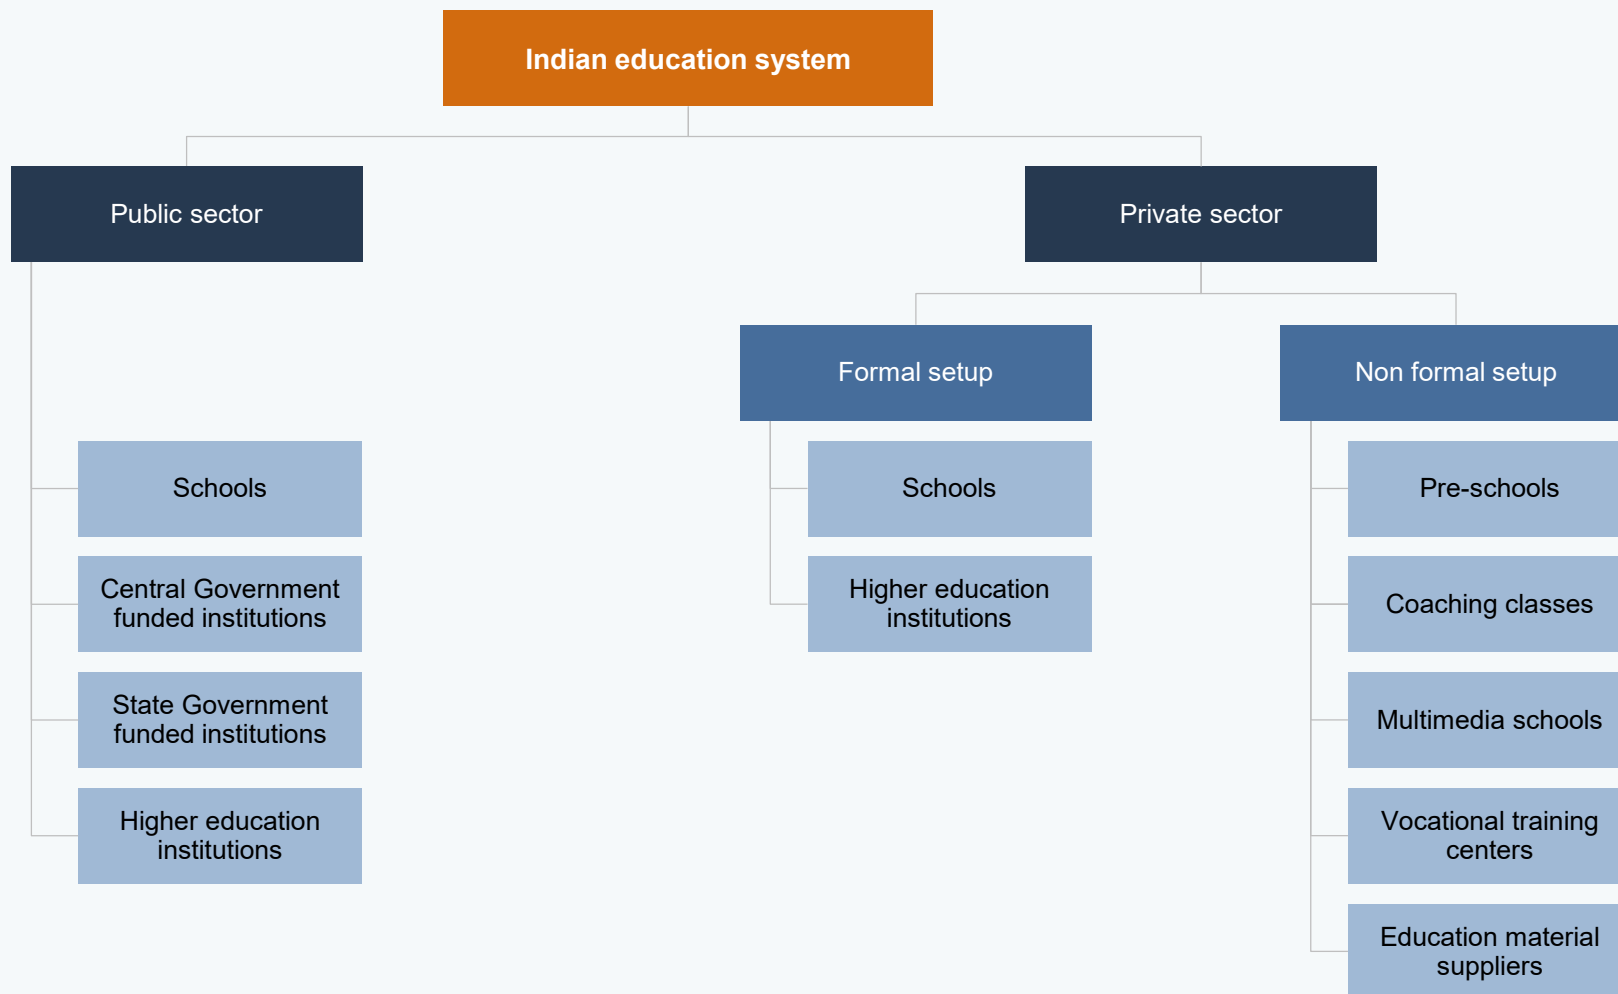 Indian education system
Public sector
Private sector
Formal setup
Non formal setup
Schools
Central Government
funded institutions
State Government
funded institutions
Higher education
institutions
Schools
Higher education
institutions
Pre-schools
Coaching classes
Multimedia schools
Vocational training
centers
Education material
suppliers